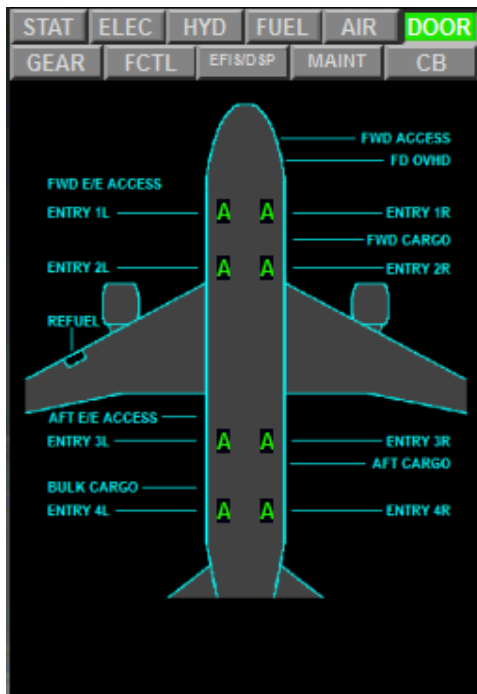 STAT ELEC HYD FUEL AIR DOOR
GEAR FCTL EFIS/DSP MAINT CB
FWD ACCESS
FD OVHD
FWD E/E ACCESS
ENTRY 1L A A ENTRY 1R
FWD CARGO
ENTRY 2L A A ENTRY 2R
REFUEL
AFT E/E ACCESS
ENTRY 3L A A ENTRY 3R
AFT CARGO
BULK CARGO
ENTRY 4L A A ENTRY 4R